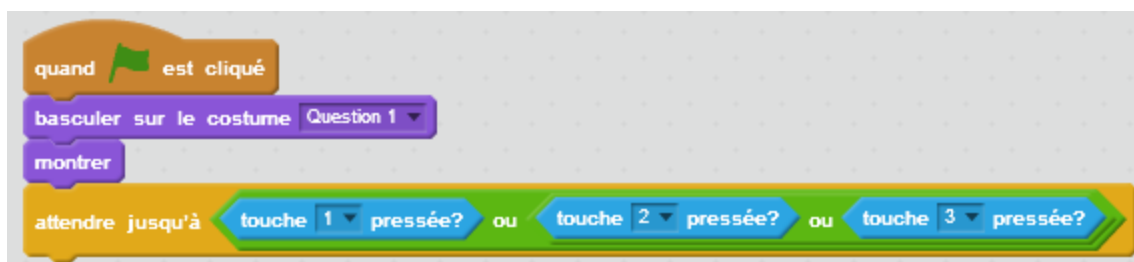 quand est cliqué
basculer sur le costume Question 1
montrer
attendre jusqu'à touche 1 pressée? ou touche 2 pressée? ou touche 3 pressée?